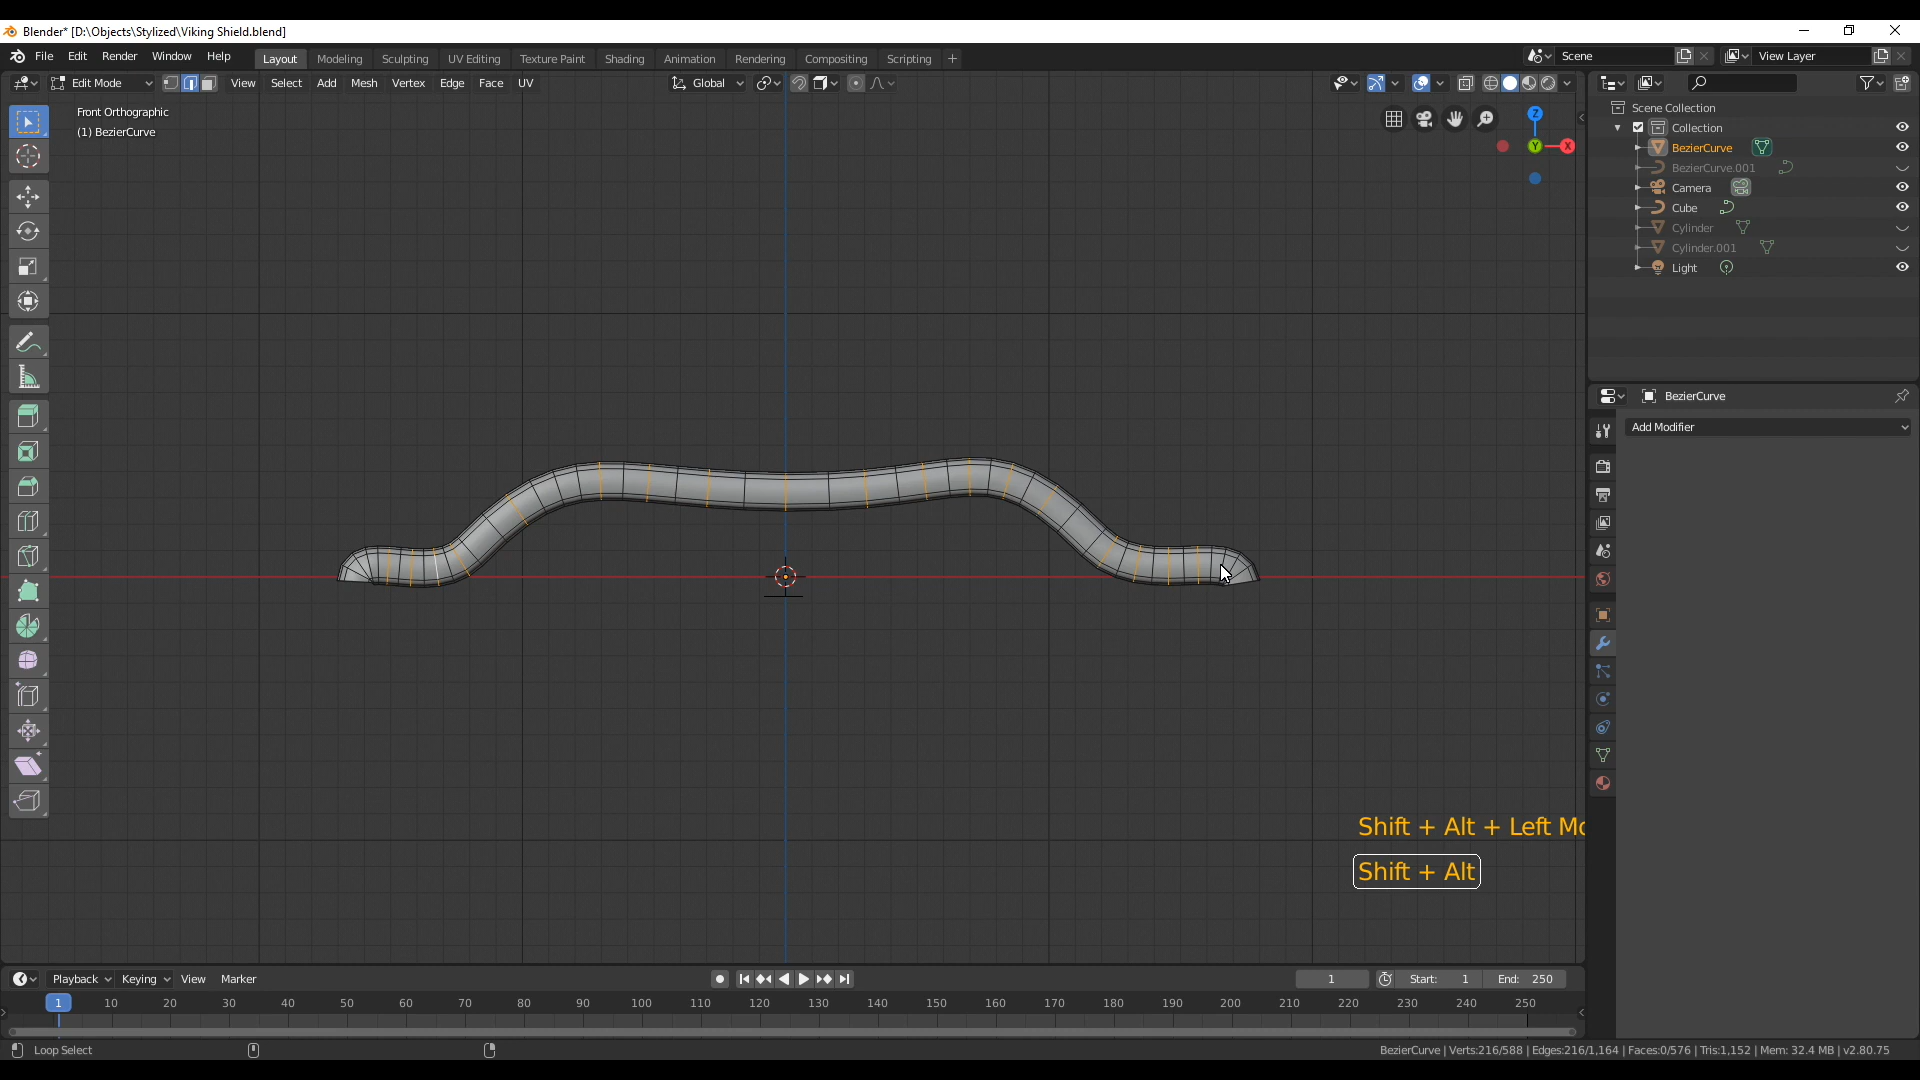 Blender* [D:\Objects\Stylized\Viking Shield.blend]
File Edit Render Window Help Layout Modeling Sculpting UV Editing Texture Paint Shading Animation Rendering Compositing Scripting + Scene View Layer
Edit Mode View Select Add Mesh Vertex Edge Face UV Global
Front Orthographic
(1) BezierCurve
Z
Y
X
Scene Collection
Collection
BezierCurve
BezierCurve.001
Camera
Cube
Cylinder
Cylinder.001
Light
BezierCurve
Add Modifier
Shift + Alt + Left Mo
Shift + Alt
Playback Keying View Marker 1 Start: 1 End: 250
1 10 20 30 40 50 60 70 80 90 100 110 120 130 140 150 160 170 180 190 200 210 220 230 240 250
Loop Select BezierCurve | Verts:216/588 | Edges:216/1,164 | Faces:0/576 | Tris:1,152 | Mem: 32.4 MB | v2.80.75